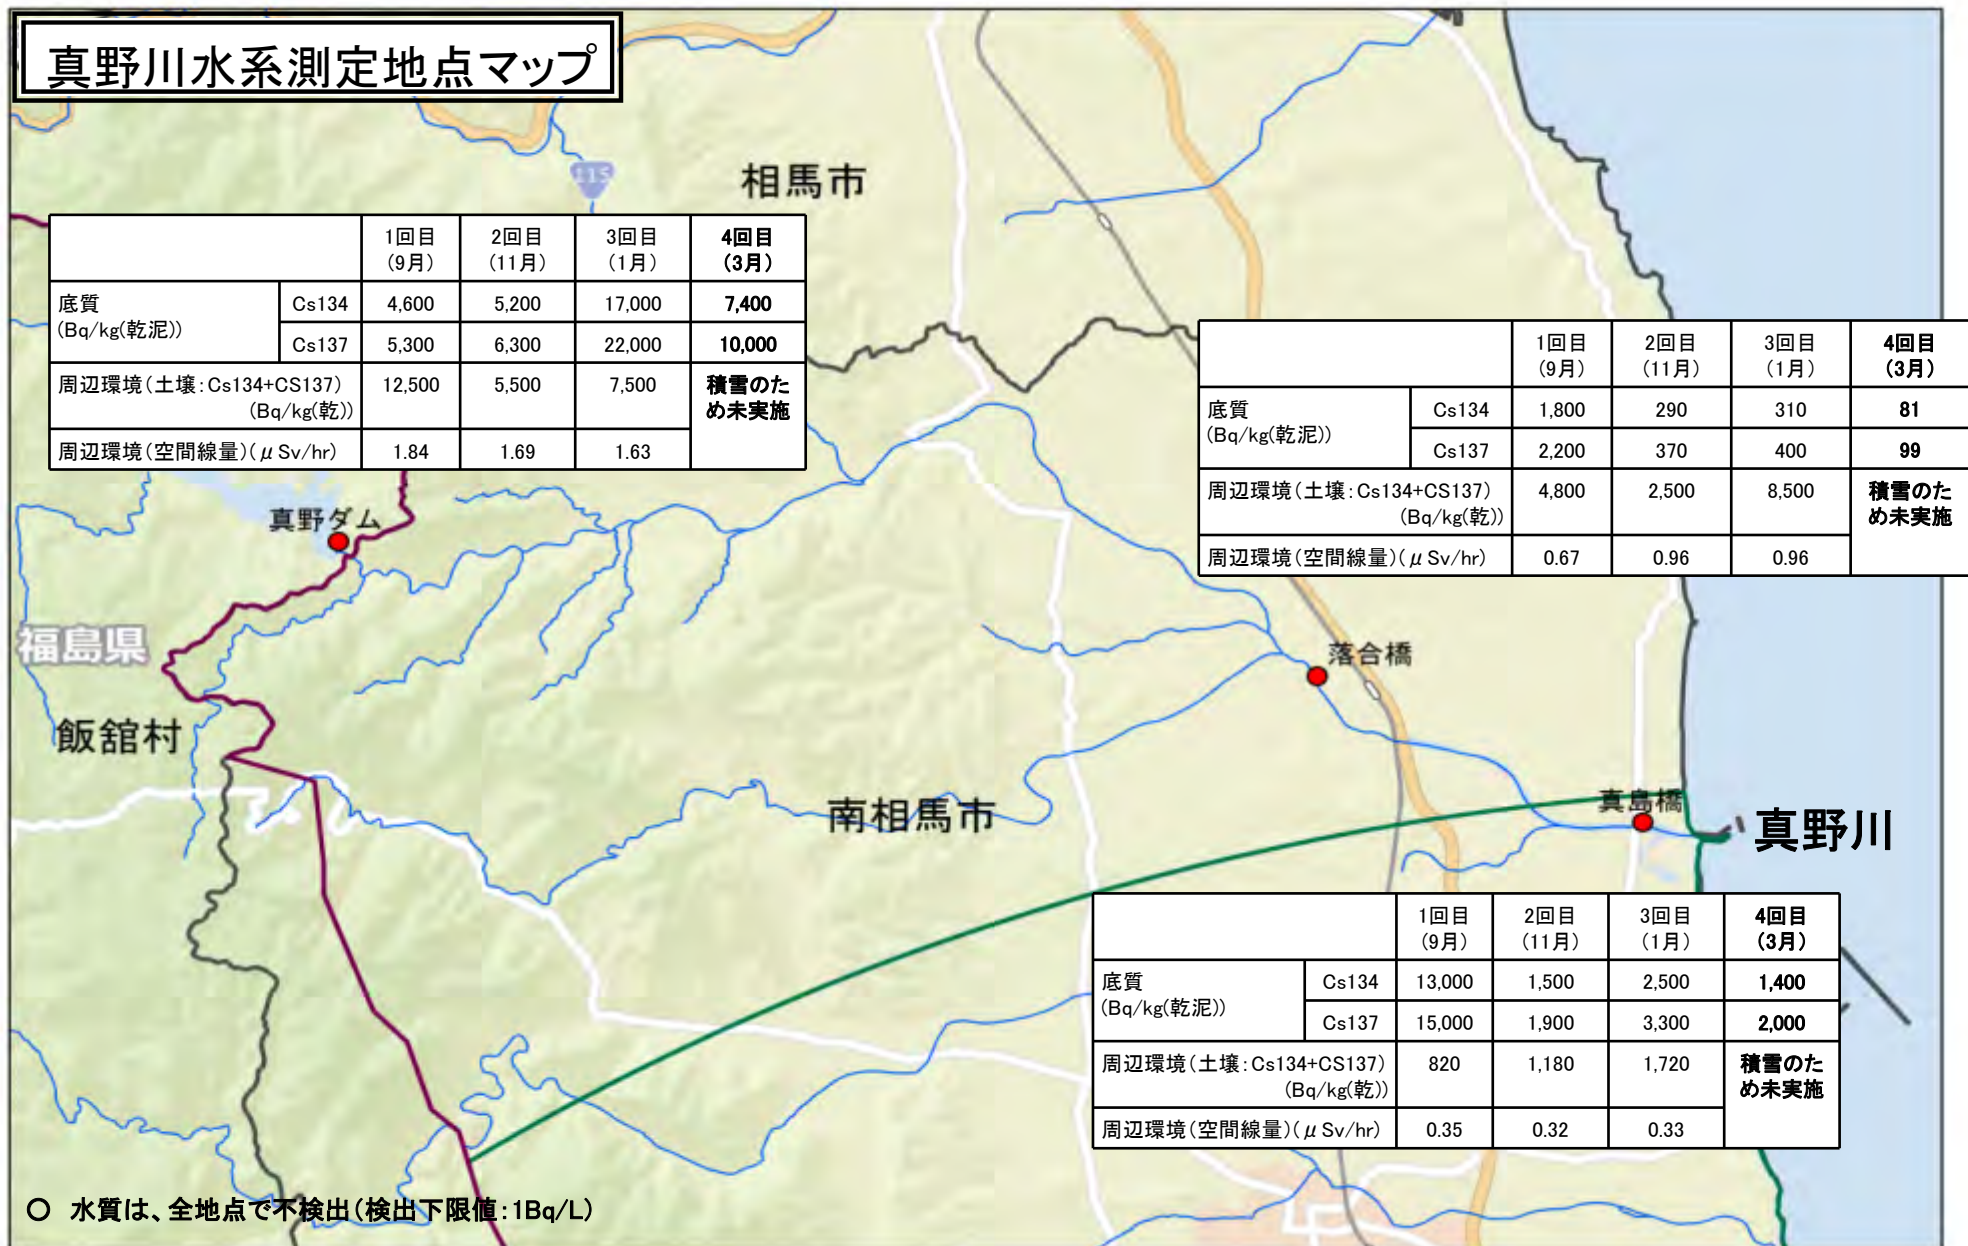 真野川水系測定地点マップ
115
相馬市
1回目 2回目 3回目 4回目
(9月) (11月) (1月) (3月)
底質 Cs134 4,600 5,200 17,000 7,400
(Bq/kg(乾泥)) Cs137 5,300 6,300 22,000 10,000
周辺環境(土壌:Cs134+CS137) 12,500 5,500 7,500 積雪のた
(Bq/kg(乾)) め未実施
周辺環境(空間線量)(μSv/hr) 1.84 1.69 1.63
1回目 2回目 3回目 4回目
(9月) (11月) (1月) (3月)
底質 Cs134 1,800 290 310 81
(Bq/kg(乾泥)) Cs137 2,200 370 400 99
周辺環境(土壌:Cs134+CS137) 4,800 2,500 8,500 積雪のた
(Bq/kg(乾)) め未実施
周辺環境(空間線量)(μSv/hr) 0.67 0.96 0.96
真野ダム
福島県
落合橋
飯舘村
南相馬市
真島橋
真野川
1回目 2回目 3回目 4回目
(9月) (11月) (1月) (3月)
底質 Cs134 13,000 1,500 2,500 1,400
(Bq/kg(乾泥)) Cs137 15,000 1,900 3,300 2,000
周辺環境(土壌:Cs134+CS137) 820 1,180 1,720 積雪のた
(Bq/kg(乾)) め未実施
周辺環境(空間線量)(μSv/hr) 0.35 0.32 0.33
○ 水質は、全地点で不検出(検出下限値:1Bq/L)